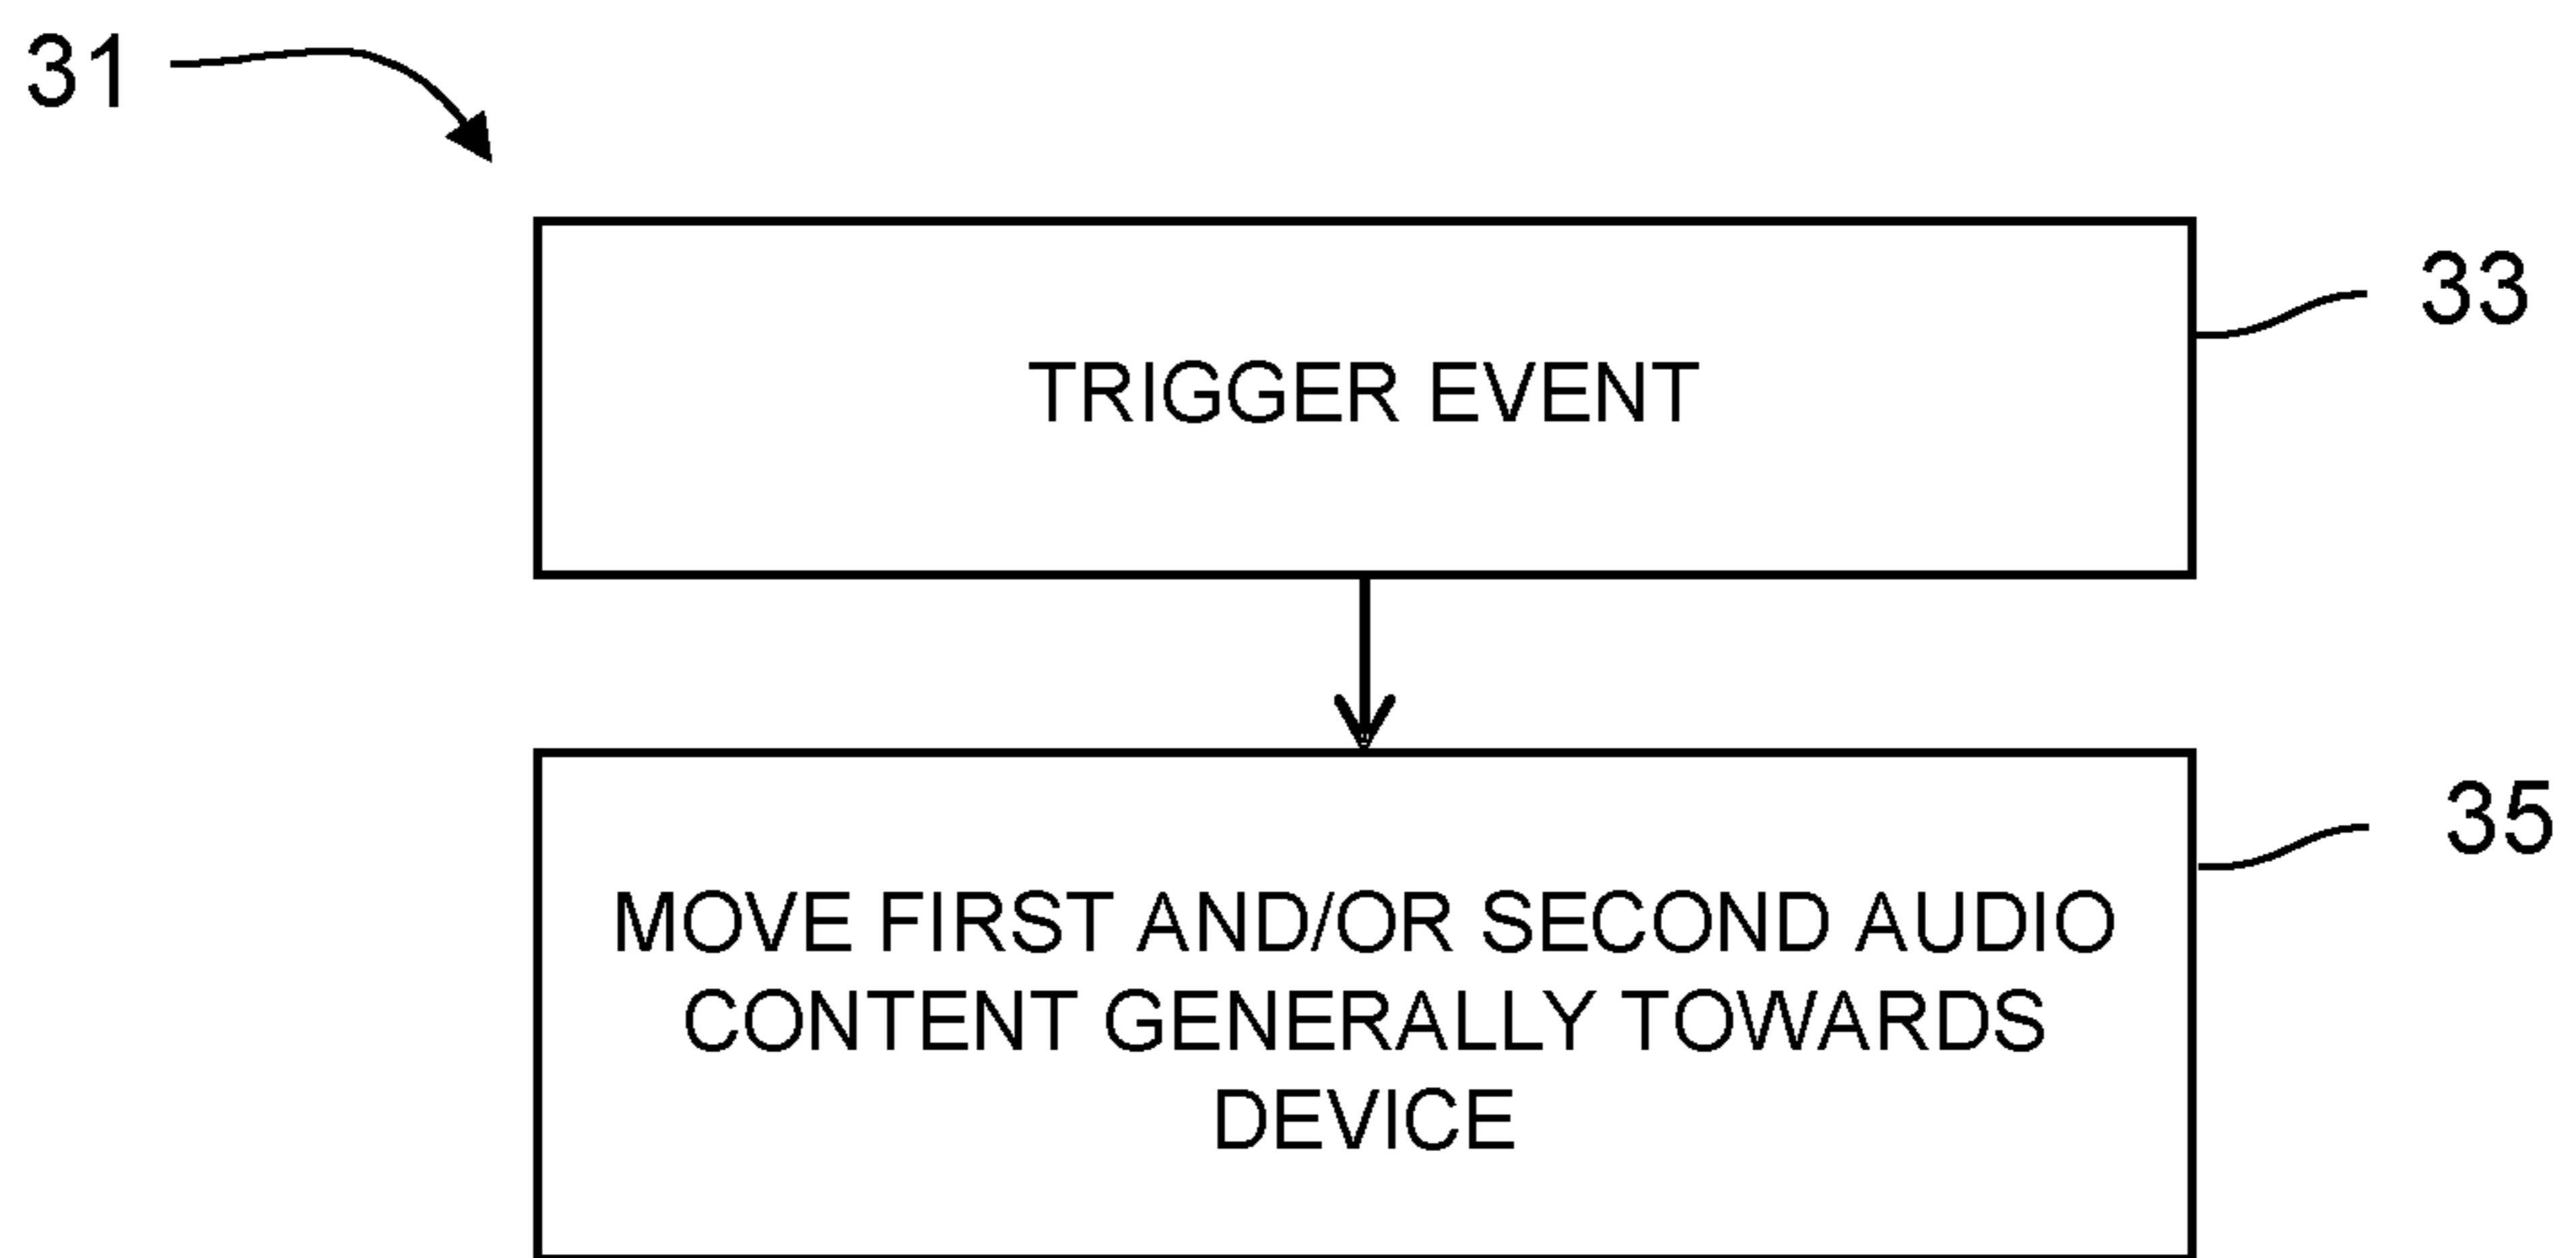 31
33
TRIGGER EVENT
35
MOVE FIRST AND/OR SECOND AUDIO
CONTENT GENERALLY TOWARDS
DEVICE